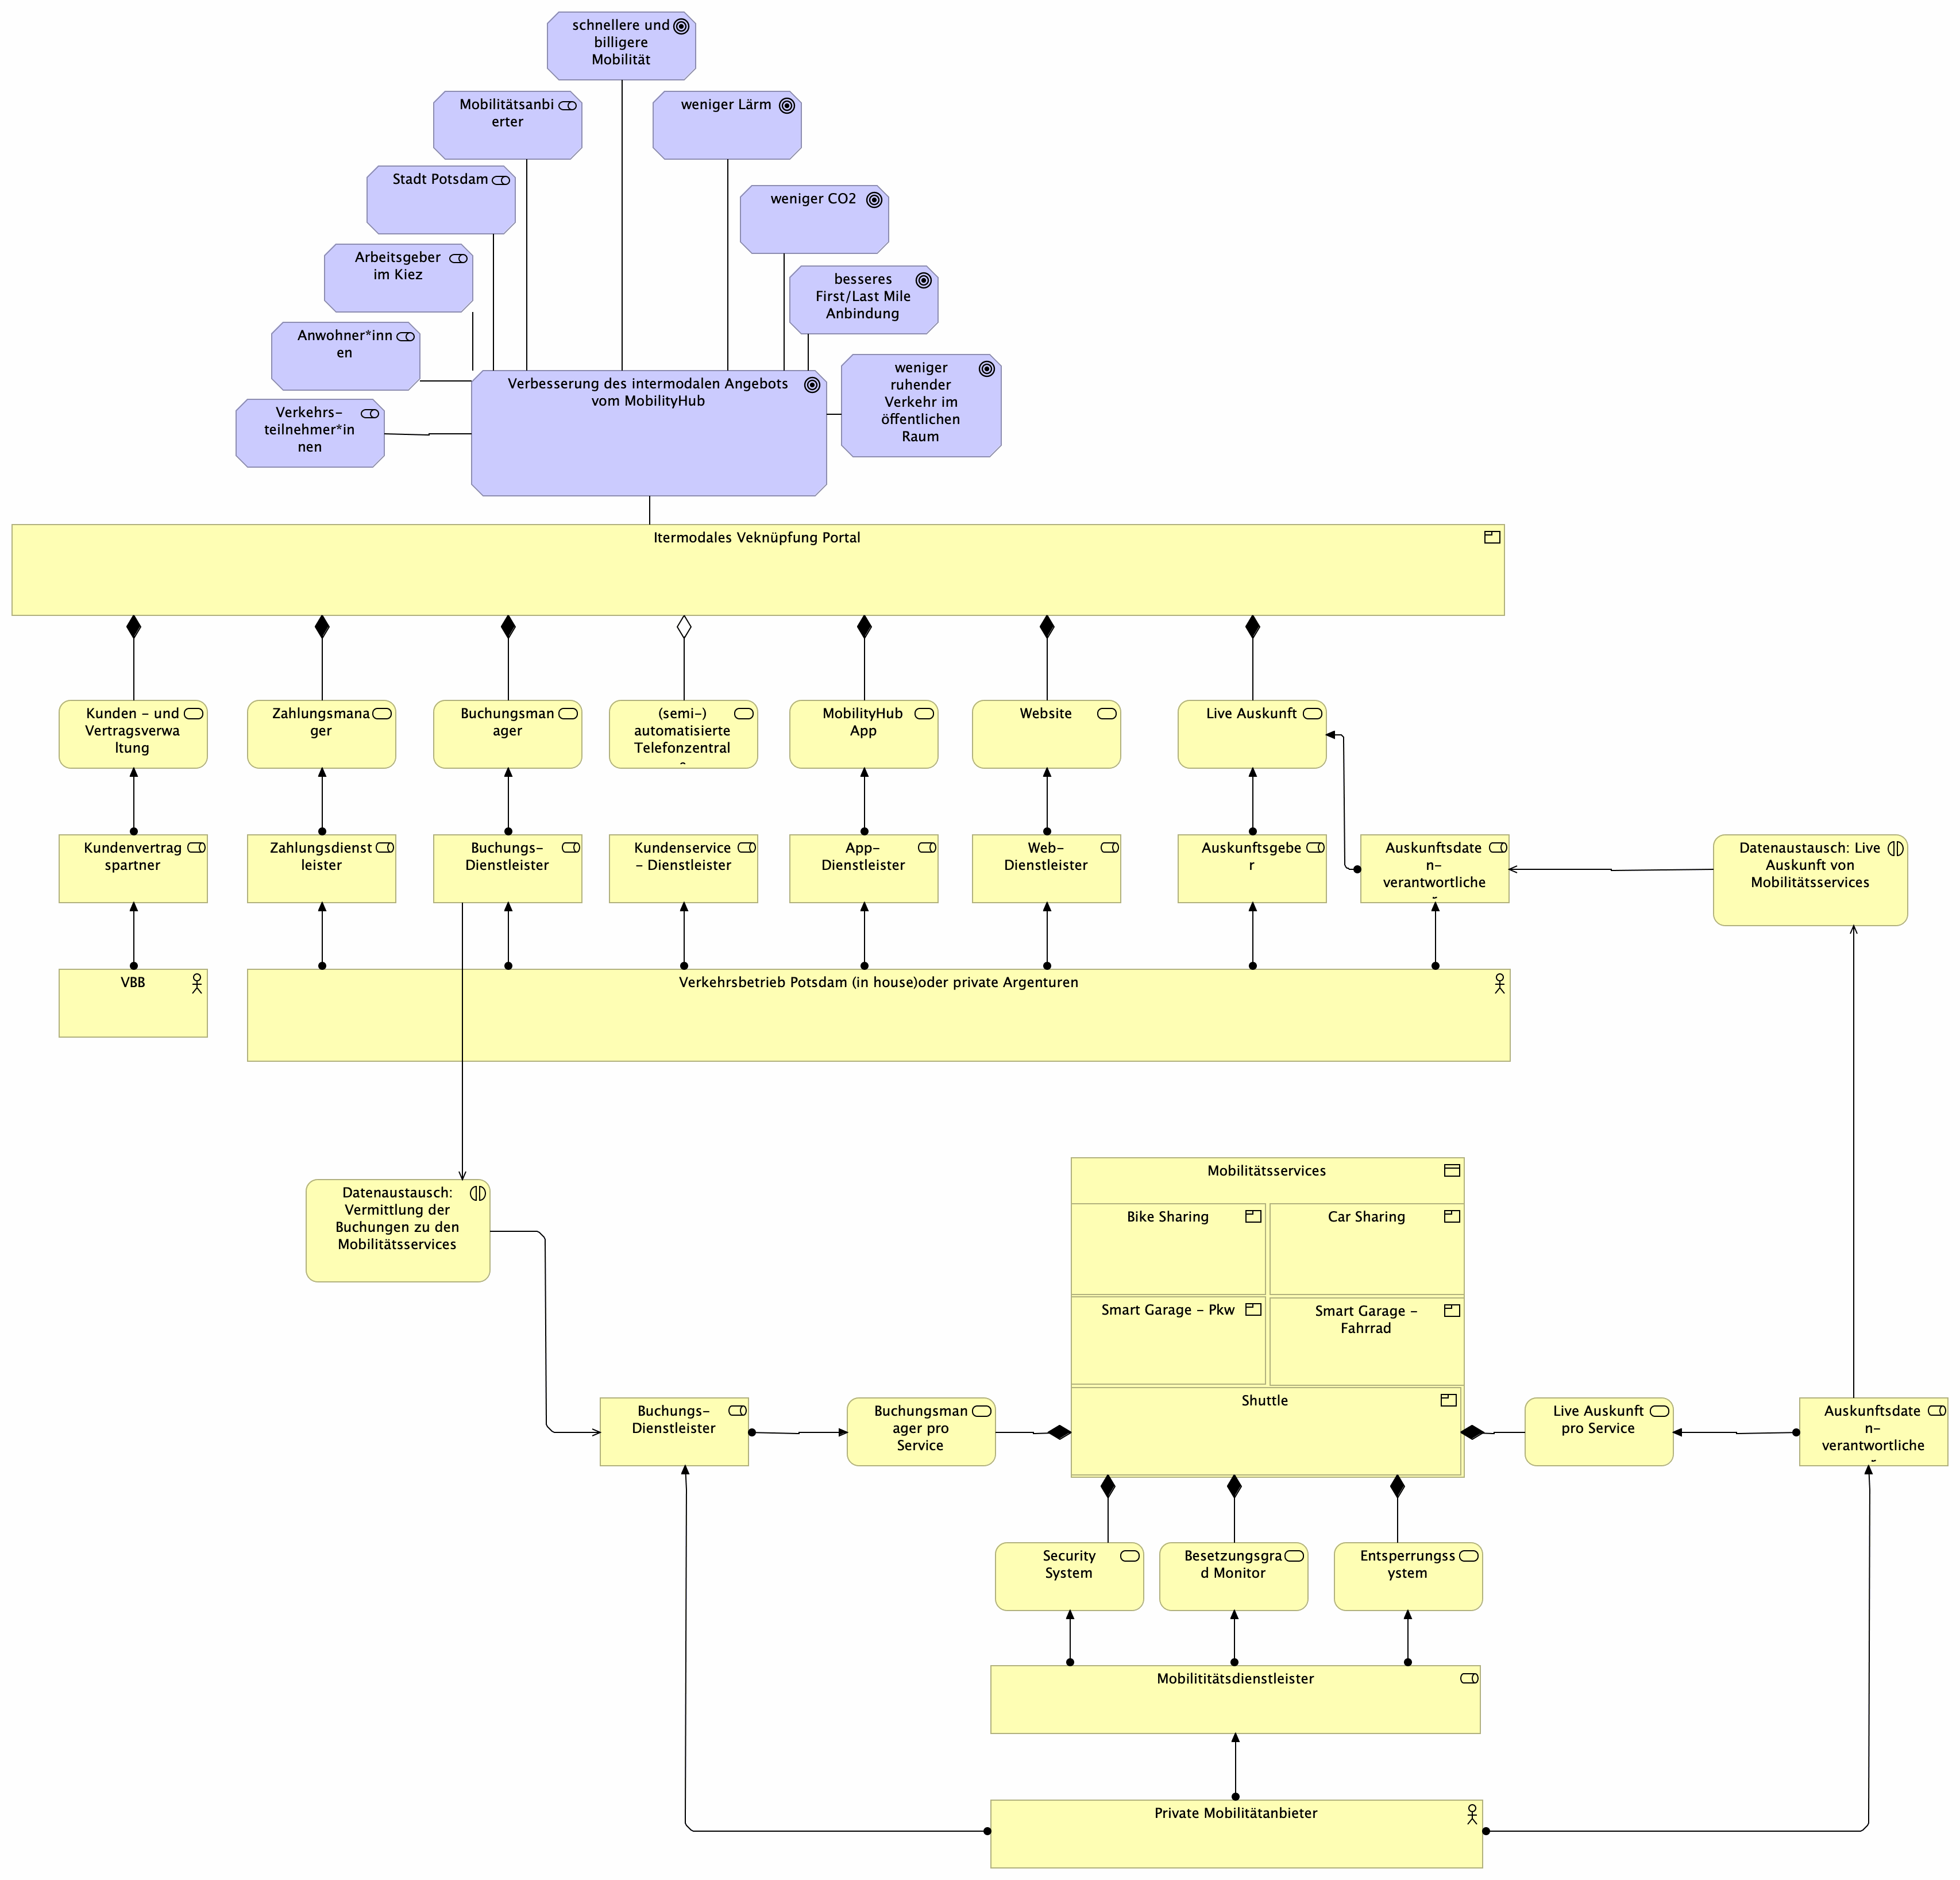 schnellere und
billigere
Mobilität
Mobilitätsanbi
erter
weniger Lärm
Stadt Potsdam
weniger CO2
Arbeitsgeber
im Kiez
besseres
First/Last Mile
Anbindung
Anwohner*inn
en
weniger
ruhender
Verkehr im
öffentlichen
Raum
Verbesserung des intermodalen Angebots
vom MobilityHub
Verkehrs-
teilnehmer*in
nen
Itermodales Veknüpfung Portal
Kunden - und
Vertragsverwa
ltung
Zahlungsmana
ger
Buchungsman
ager
(semi-)
automatisierte
Telefonzentral
MobilityHub
App
Website
Live Auskunft
Kundenvertrag
spartner
Zahlungsdienst
leister
Buchungs-
Dienstleister
Kundenservice
- Dienstleister
App-
Dienstleister
Web-
Dienstleister
Auskunftsgebe
r
Auskunftsdate
n-
verantwortliche
Datenaustausch: Live
Auskunft von
Mobilitätsservices
VBB
Verkehrsbetrieb Potsdam (in house)oder private Argenturen
Datenaustausch:
Vermittlung der
Buchungen zu den
Mobilitätsservices
Mobilitätsservices
Bike Sharing
Car Sharing
Smart Garage - Pkw
Smart Garage -
Fahrrad
Shuttle
Buchungs-
Dienstleister
Buchungsman
ager pro
Service
Live Auskunft
pro Service
Auskunftsdate
n-
verantwortliche
Security
System
Besetzungsgra
d Monitor
Entsperrungss
ystem
Mobilititätsdienstleister
Private Mobilitätanbieter